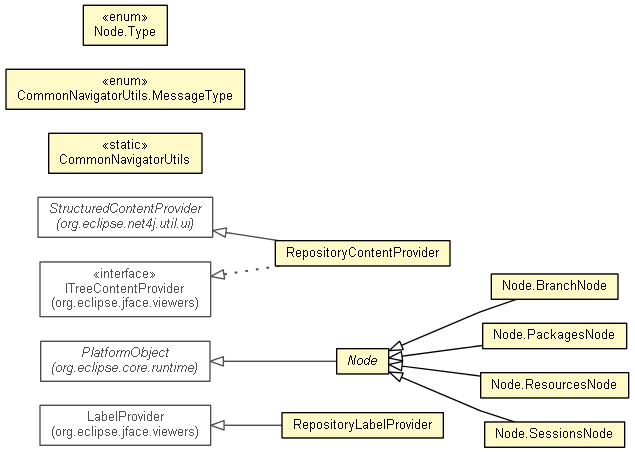 «enum»
Node.Type
«enum»
CommonNavigatorUtils.MessageType
«static»
CommonNavigatorUtils
StructuredContentProvider
(org.eclipse.net4j.util.ui)
RepositoryContentProvider
«interface»
ITreeContentProvider
(org.eclipse.jface.viewers)
Node.BranchNode
Node.PackagesNode
PlatformObject
(org.eclipse.core.runtime)
Node
Node.ResourcesNode
LabelProvider
(org.eclipse.jface.viewers)
RepositoryLabelProvider
Node.SessionsNode